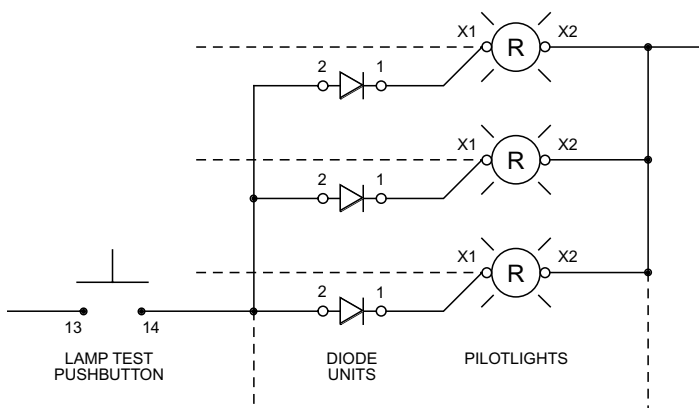 X1 X2
R
2 1
X1 X2
R
2 1
X1 X2
R
2 1
13 14
LAMP TEST
PUSHBUTTON
DIODE
UNITS
PILOTLIGHTS